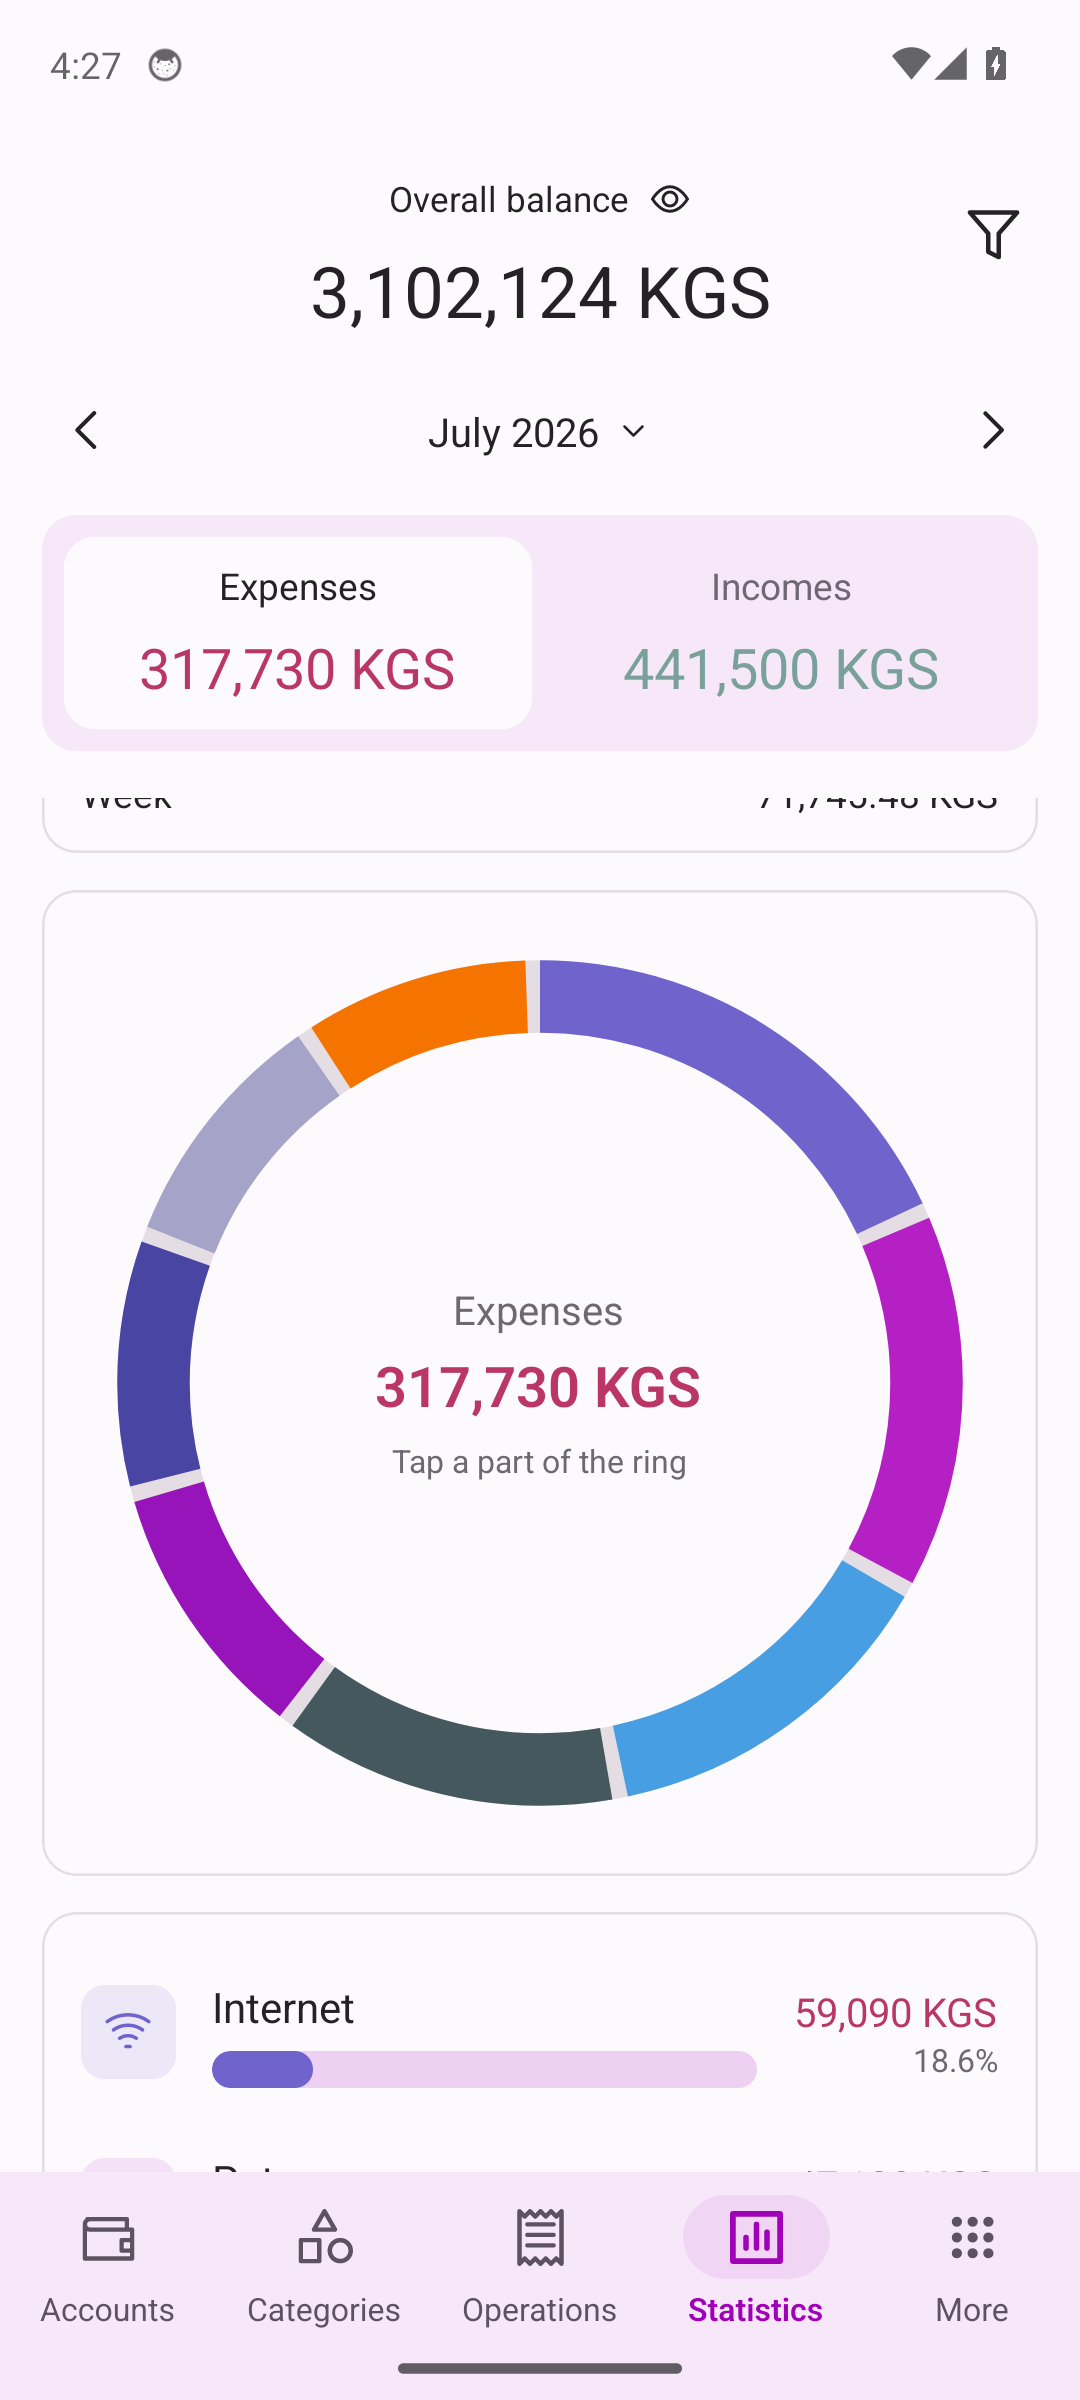 4:27
Overall balance
3,102,124 KGS
July 2026
Expenses
317,730 KGS
Incomes
441,500 KGS
Week
Expenses
317,730 KGS
Tap a part of the ring
Internet
59,090 KGS
18.6%
Accounts
Categories
Operations
Statistics
More